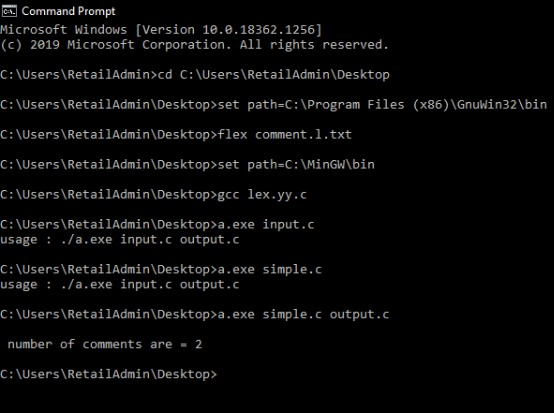 Command Prompt
Microsoft Windows [Version 10.0.18362.1256]
(c) 2019 Microsoft Corporation. All rights reserved.
C:\Users\RetailAdmin>cd C:\Users\RetailAdmin\Desktop
C:\Users\RetailAdmin\Desktop>set path=C:\Program Files (x86)\GnuWin32\bin
C:\Users\RetailAdmin\Desktop>flex comment.l.txt
C:\Users\RetailAdmin\Desktop>set path=C:\MinGW\bin
C:\Users\RetailAdmin\Desktop>gcc lex.yy.c
C:\Users\RetailAdmin\Desktop>a.exe input.c
usage : ./a.exe input.c output.c
C:\Users\RetailAdmin\Desktop>a.exe simple.c
usage : ./a.exe input.c output.c
C:\Users\RetailAdmin\Desktop>a.exe simple.c output.c
number of comments are = 2
C:\Users\RetailAdmin\Desktop>